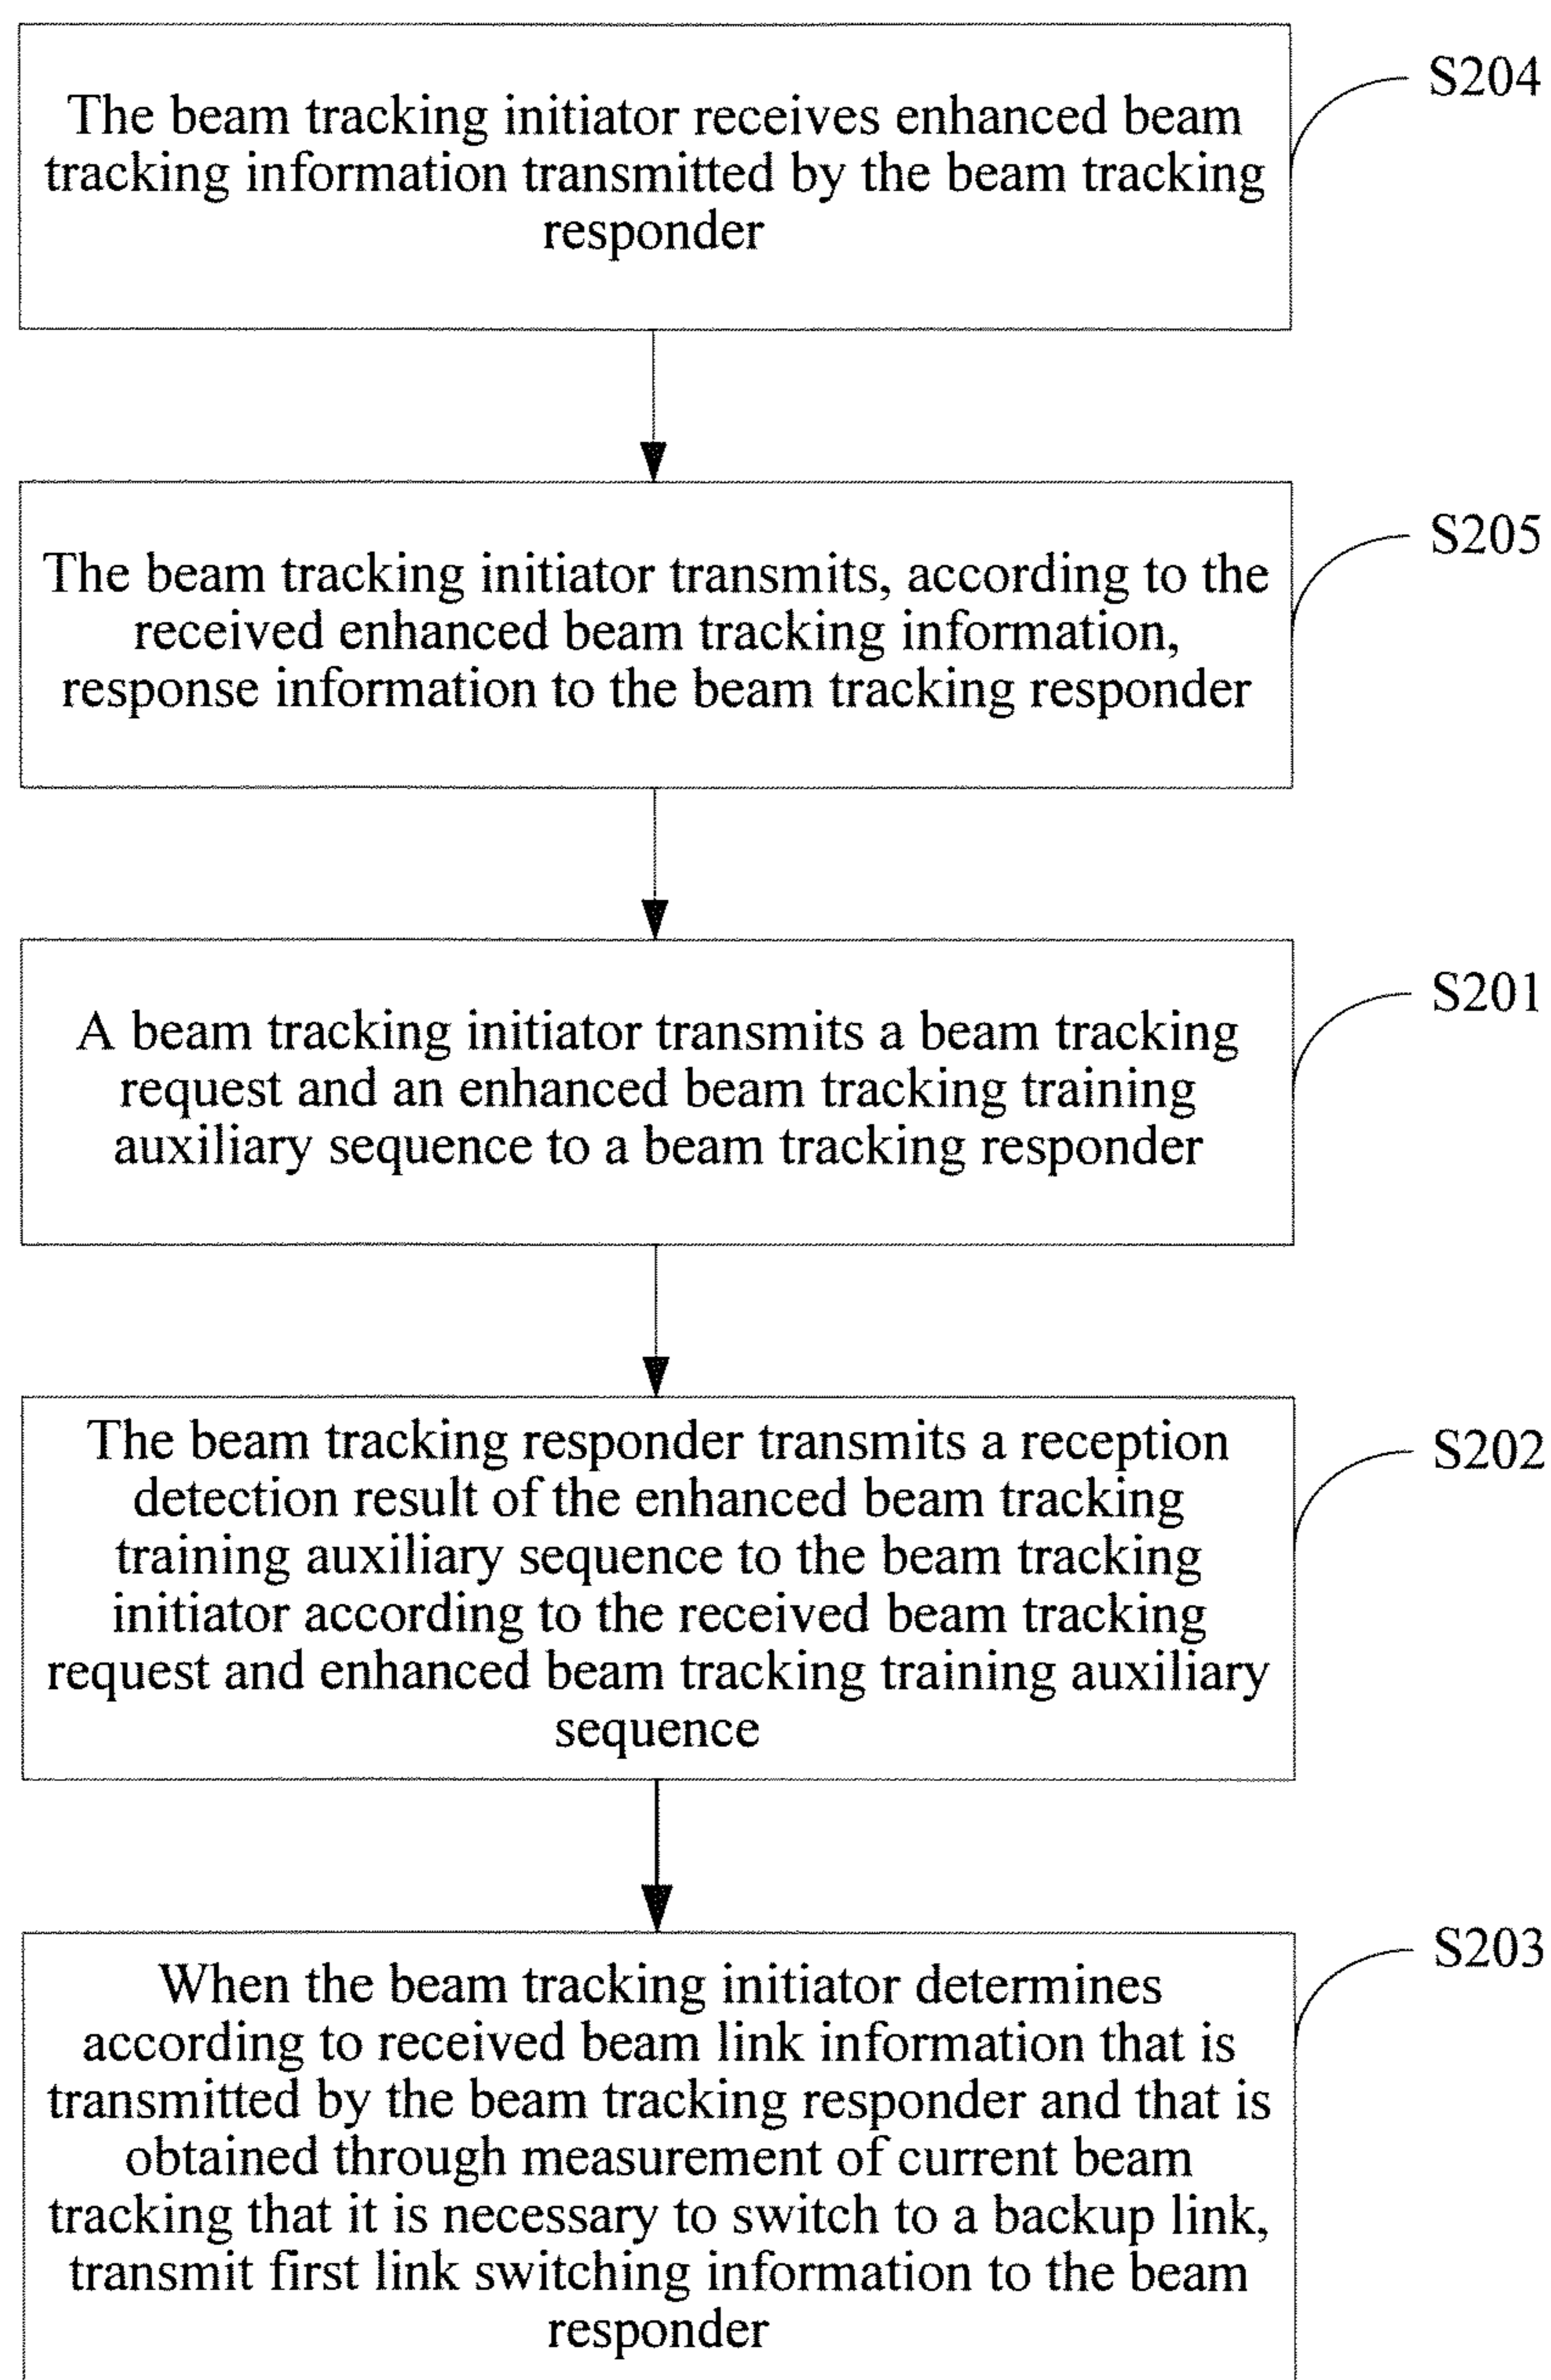 The beam tracking initiator receives enhanced beam
tracking information transmitted by the beam tracking
responder
S204
The beam tracking initiator transmits, according to the
received enhanced beam tracking information,
response information to the beam tracking responder
S205
A beam tracking initiator transmits a beam tracking
request and an enhanced beam tracking training
auxiliary sequence to a beam tracking responder
S201
The beam tracking responder transmits a reception
detection result of the enhanced beam tracking
training auxiliary sequence to the beam tracking
initiator according to the received beam tracking
request and enhanced beam tracking training auxiliary
sequence
S202
When the beam tracking initiator determines
according to received beam link information that is
transmitted by the beam tracking responder and that is
obtained through measurement of current beam
tracking that it is necessary to switch to a backup link,
transmit first link switching information to the beam
responder
S203